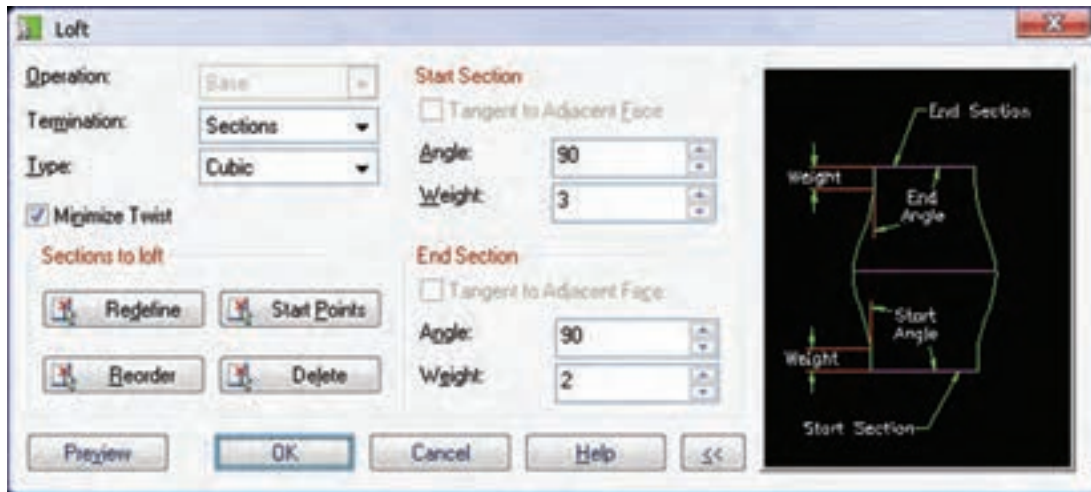 Loft
Operation:
Base
Termination:
Sections
Type:
Cubic
Minimize Twist
Sections to loft
Redefine
Start Points
Reorder
Delete
Start Section
Tangent to Adjacent Face
Angle:
90
Weight:
3
End Section
Tangent to Adjacent Face
Angle:
90
Weight:
2
End Section
Weight
End
Angle
Start
Angle
Weight
Start Section
Preview
OK
Cancel
Help
<<